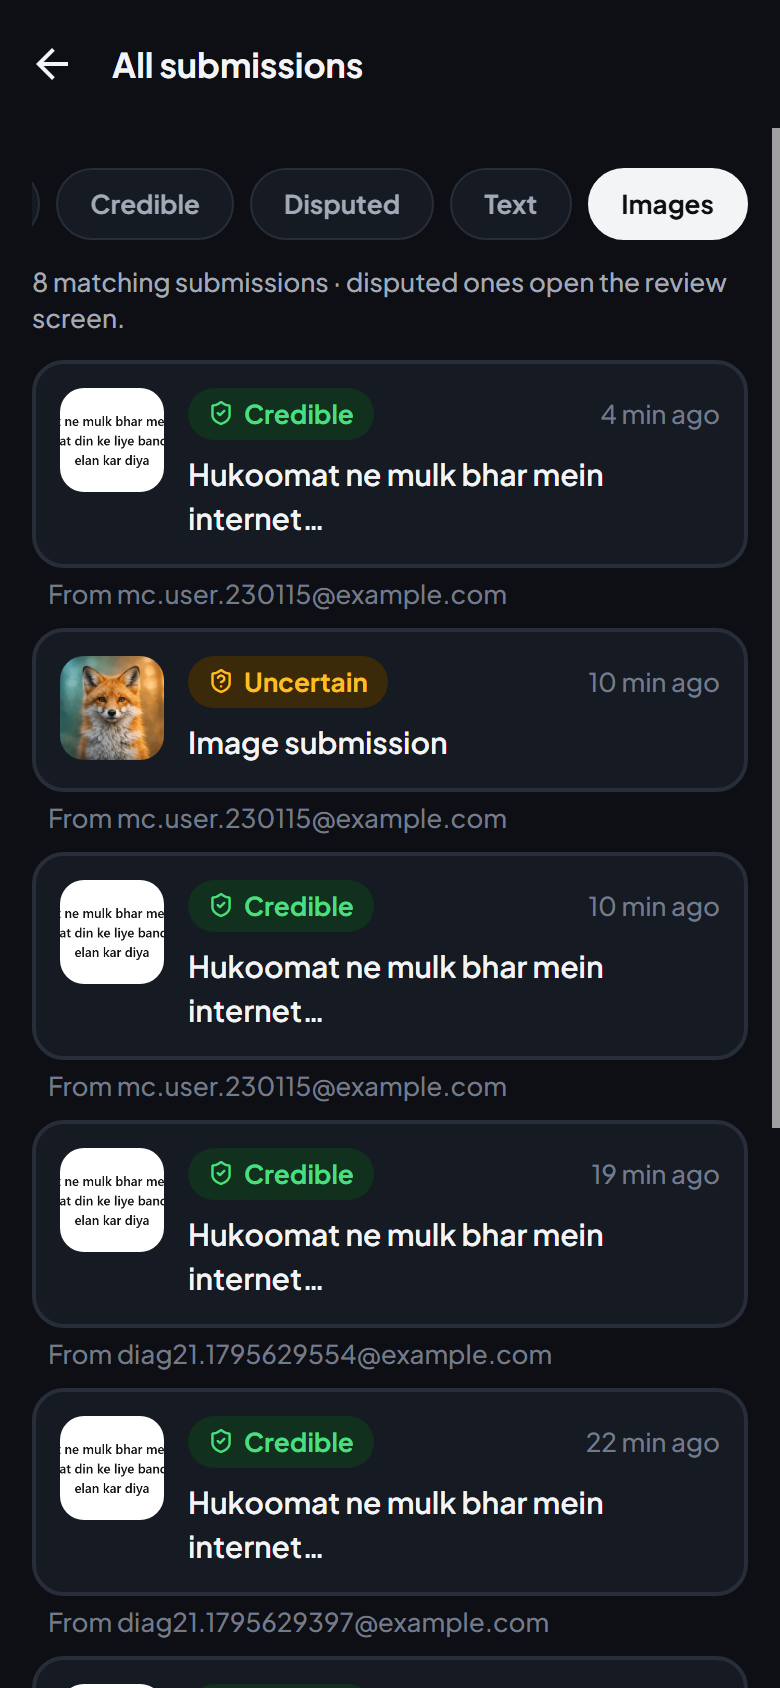 All submissions
Credible
Disputed
Text
Images
8 matching submissions · disputed ones open the review
screen.
ne mulk bhar me
at din ke liye band
elan kar diya
Credible
4 min ago
Hukoomat ne mulk bhar mein
internet…
From mc.user.230115@example.com
Uncertain
10 min ago
Image submission
From mc.user.230115@example.com
ne mulk bhar me
at din ke liye band
elan kar diya
Credible
10 min ago
Hukoomat ne mulk bhar mein
internet…
From mc.user.230115@example.com
ne mulk bhar me
at din ke liye band
elan kar diya
Credible
19 min ago
Hukoomat ne mulk bhar mein
internet…
From diag21.1795629554@example.com
ne mulk bhar me
at din ke liye band
elan kar diya
Credible
22 min ago
Hukoomat ne mulk bhar mein
internet…
From diag21.1795629397@example.com